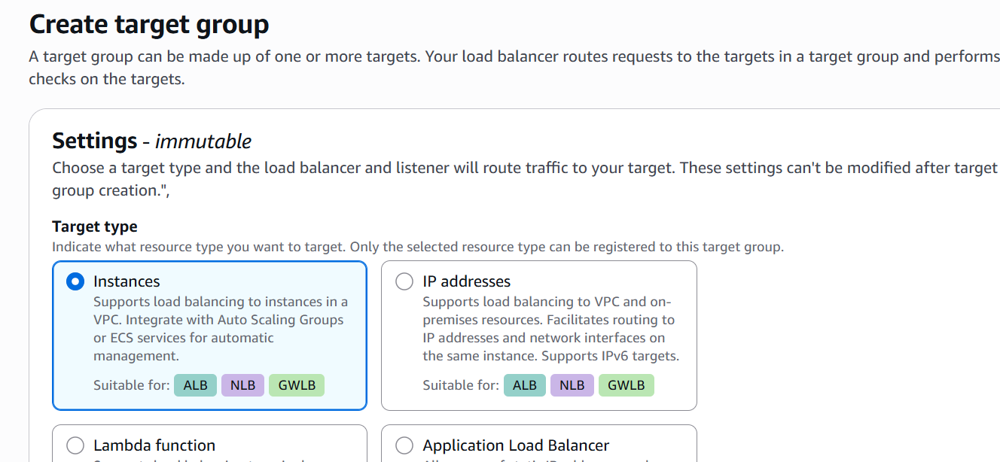 Create target group
A target group can be made up of one or more targets. Your load balancer routes requests to the targets in a target group and performs
checks on the targets.
Settings - immutable
Choose a target type and the load balancer and listener will route traffic to your target. These settings can't be modified after target
group creation.",
Target type
Indicate what resource type you want to target. Only the selected resource type can be registered to this target group.
Instances
Supports load balancing to instances in a
VPC. Integrate with Auto Scaling Groups
or ECS services for automatic
management.
Suitable for: ALB NLB GWLB
IP addresses
Supports load balancing to VPC and on-
premises resources. Facilitates routing to
IP addresses and network interfaces on
the same instance. Supports IPv6 targets.
Suitable for: ALB NLB GWLB
Lambda function
Application Load Balancer